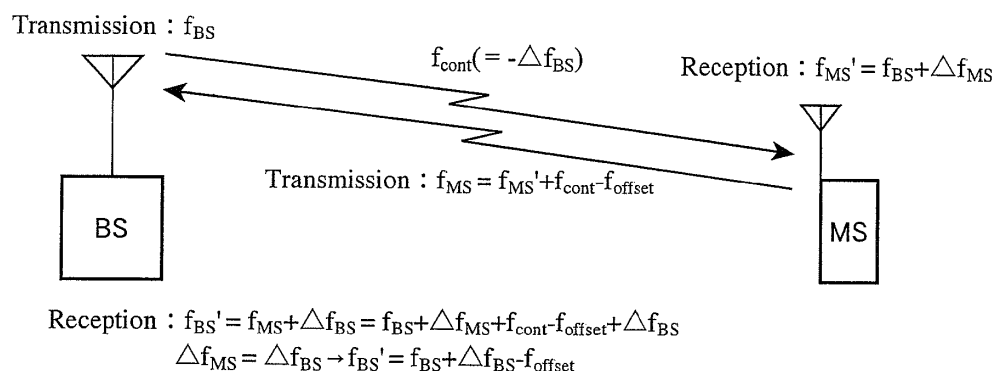 Transmission : f_BS
f_cont(= -△f_BS)
Reception : f_MS' = f_BS+△f_MS
Transmission : f_MS = f_MS'+f_cont-f_offset
BS
MS
Reception : f_BS' = f_MS+△f_BS = f_BS+△f_MS+f_cont-f_offset+△f_BS
△f_MS = △f_BS → f_BS' = f_BS+△f_BS-f_offset